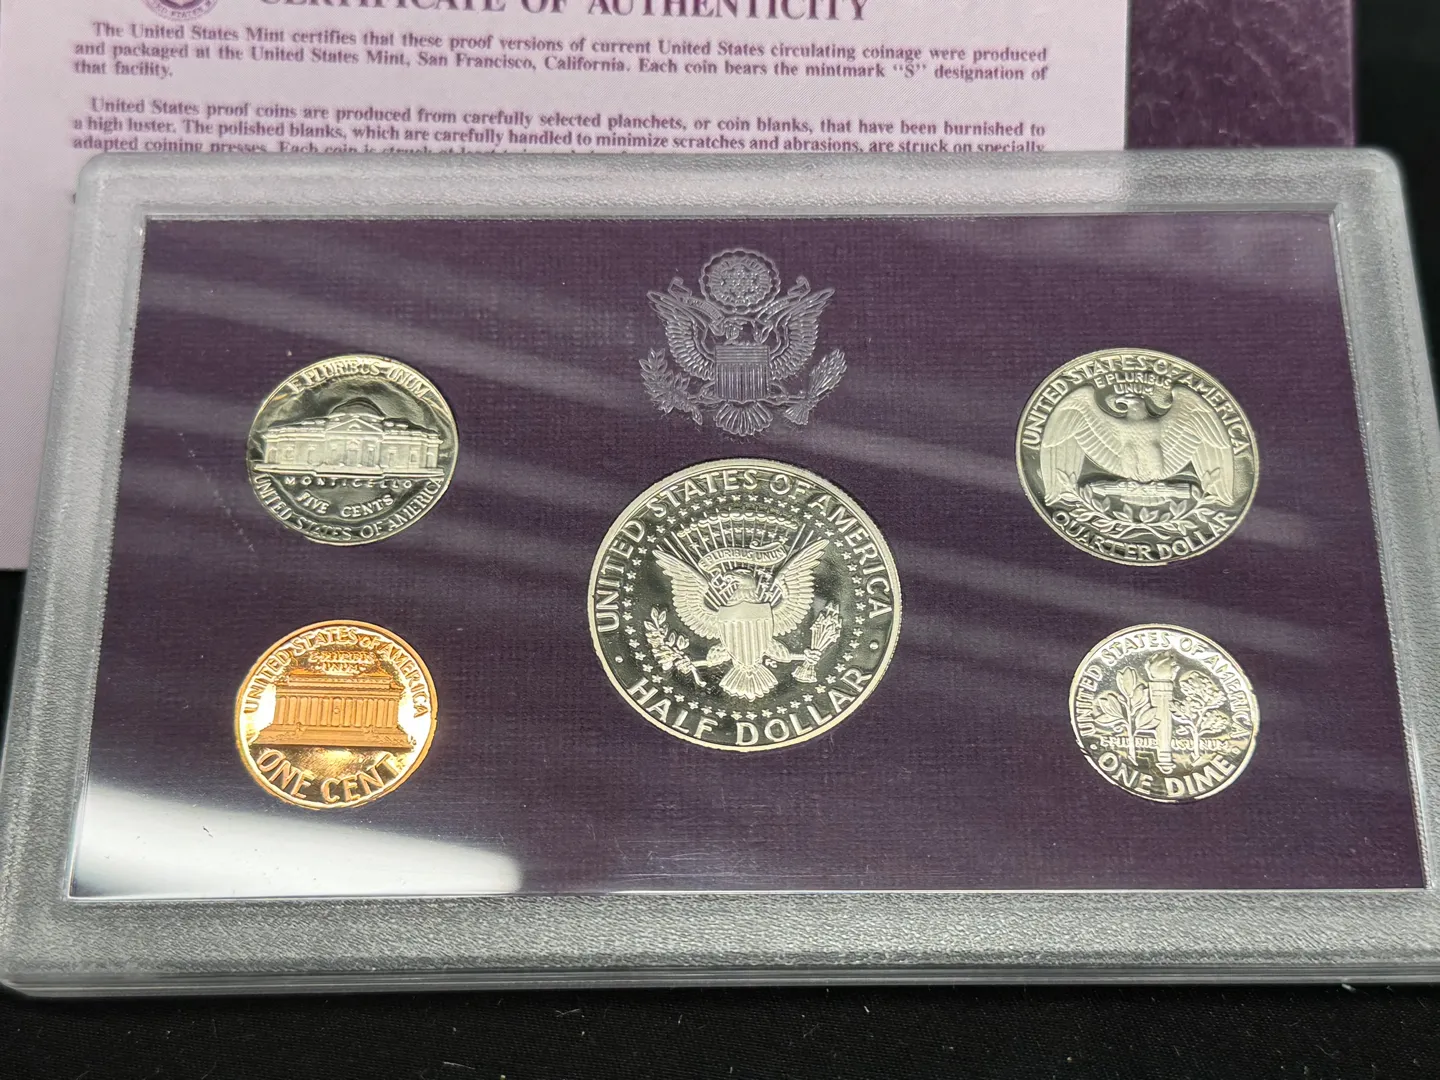 CERTIFICATE OF AUTHENTICITY
The United States Mint certifies that these proof versions of current United States circulating coinage were produced
and packaged at the United States Mint, San Francisco, California. Each coin bears the mintmark "S" designation of
that facility.
United States proof coins are produced from carefully selected planchets, or coin blanks, that have been burnished to
a high luster. The polished blanks, which are carefully handled to minimize scratches and abrasions, are struck on specially
adapted coining presses. Each coin is struck at least
E PLURIBUS UNUM
MONTICELLO
FIVE CENTS
UNITED STATES OF AMERICA
UNITED STATES OF AMERICA
E PLURIBUS
UNUM
QUARTER DOLLAR
UNITED STATES OF AMERICA
E PLURIBUS UNUM
HALF DOLLAR
UNITED STATES of AMERICA
E PLURIBUS
UNUM
ONE CENT
UNITED STATES OF AMERICA
ONE DIME